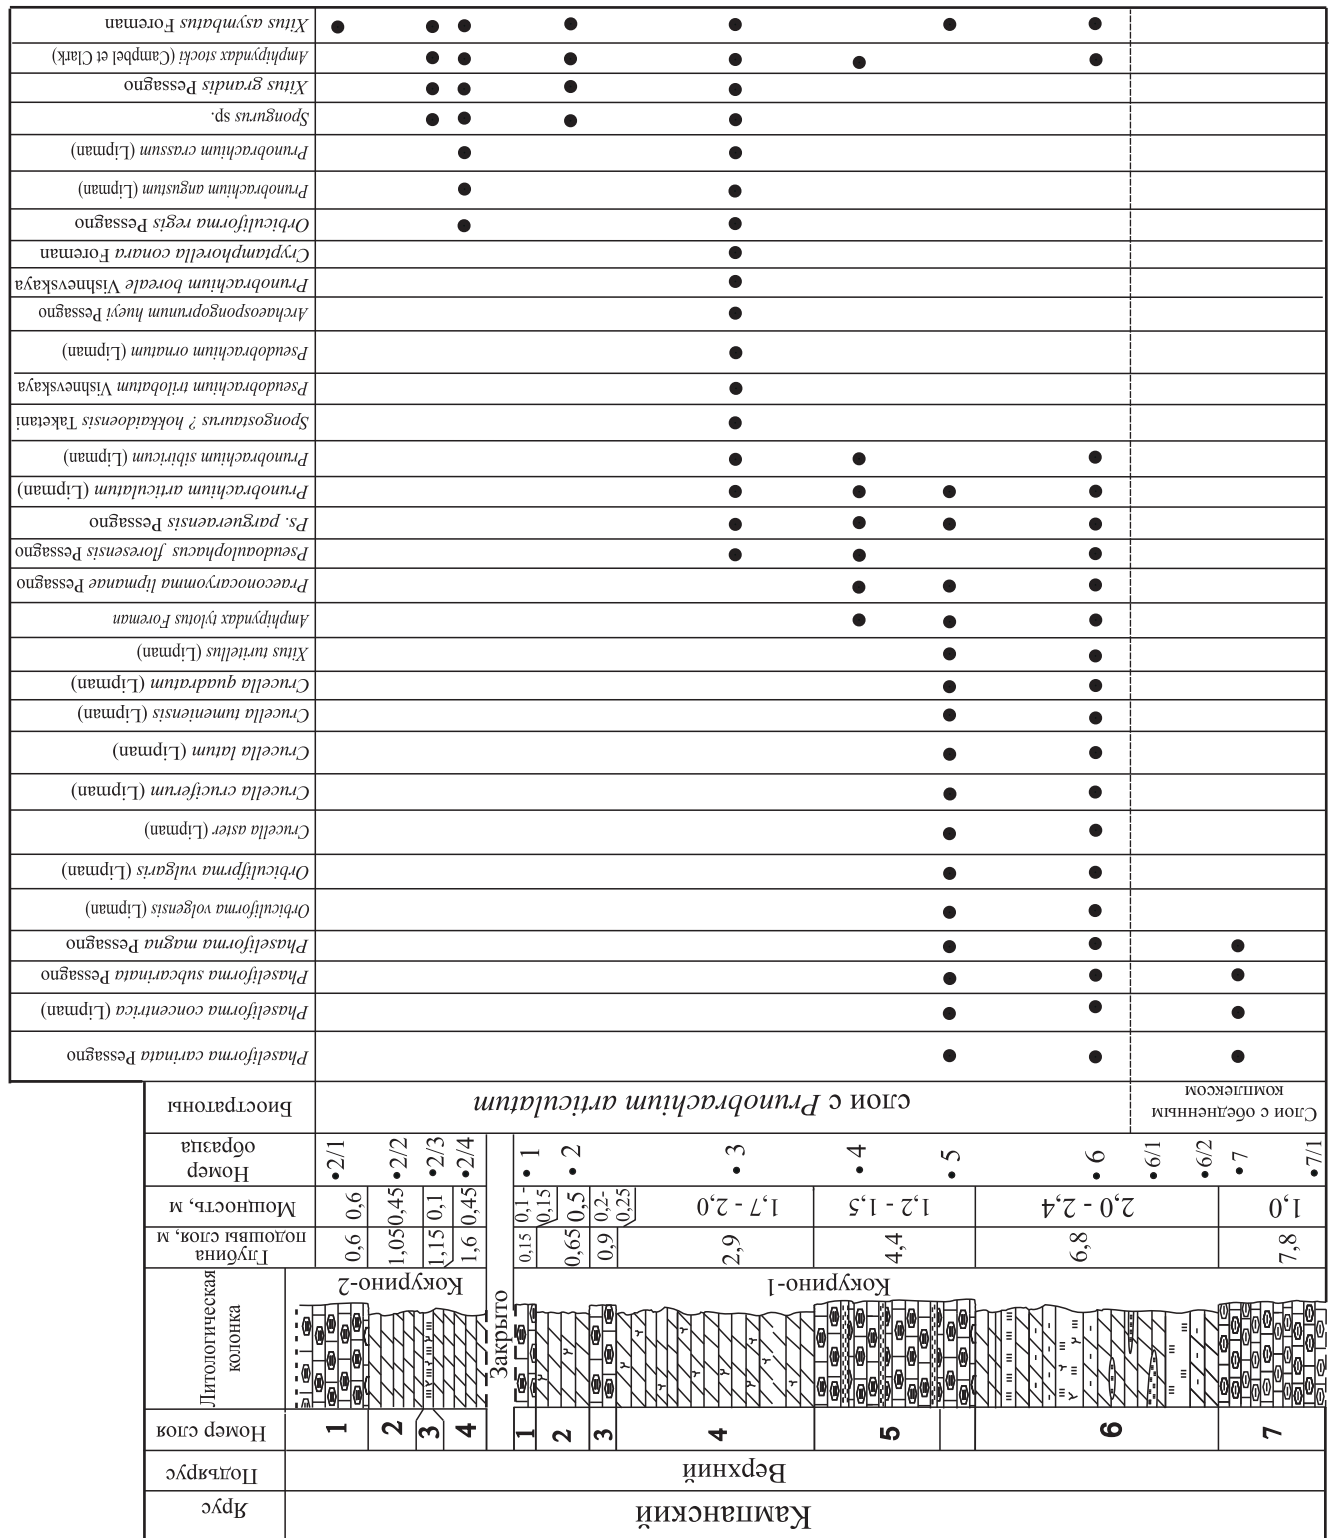 Кампанский
Ярус
Верхний
Подъярус
7
6
5
4
3
2
1
4
3
2
1
Номер слоя
Закрыто
Литологическая
колонка
Кокурино-1
Кокурино-2
7,8
6,8
4,4
2,9
0,9
0,65
0,15
1,6
1,15
1,05
0,6
Глубина
подошвы слоя, м
1,0
2,0 - 2,4
1,2 - 1,5
1,7 - 2,0
0,2-
0,25
0,5
0,1 -
0,15
0,45
0,1
0,45
0,6
Мощность, м
7/1
7
6/2
6/1
6
5
4
3
2
1
2/4
2/3
2/2
2/1
Номер
образца
Слои с обедненным
комплексом
слои с Prunobrachium articulatum
Биостратоны
Phaseliforma carinata Pessagno
Phaseliforma concentrica (Lipman)
Phaseliforma subcarinata Pessagno
Phaseliforma magna Pessagno
Orbiculiforma volgensis (Lipman)
Orbiculifprma vulgaris (Lipman)
Crucella aster (Lipman)
Crucella cruciferum (Lipman)
Crucella latum (Lipman)
Crucella tumeniensis (Lipman)
Crucella quadratum (Lipman)
Xitus turitellus (Lipman)
Amphipyndax tylotus Foreman
Praeconocaryomma lipmanae Pessagno
Pseudoaulophacus floresensis Pessagno
Ps. pargueraensis Pessagno
Prunobrachium articulatum (Lipman)
Prunobrachium sibiricum (Lipman)
Spongostaurus ? hokkaidoensis Taketani
Pseudobrachium trilobatum Vishnevskaya
Pseudobrachium ornatum (Lipman)
Archaeospongoprunum hueyi Pessagno
Prunobrachium boreale Vishnevskaya
Cryptamphorella conara Foreman
Orbiculiforma regis Pessagno
Prunobrachium angustum (Lipman)
Prunobrachium crassum (Lipman)
Spongurus sp.
Xitus grandis Pessagno
Amphipyndax stocki (Campbel et Clark)
Xitus asymbatus Foreman